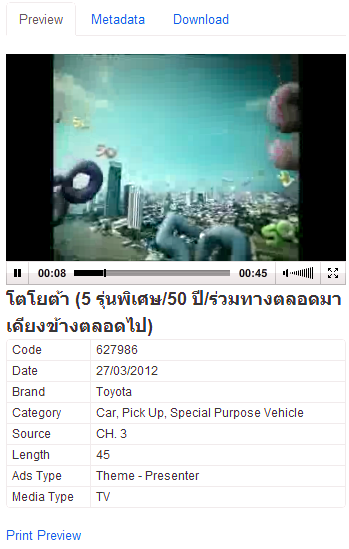 Preview Metadata Download
50
50
00:08 00:45
โตโยต้า (5 รุ่นพิเศษ/50 ปี/ร่วมทางตลอดมา
เคียงข้างตลอดไป)
Code 627986
Date 27/03/2012
Brand Toyota
Category Car, Pick Up, Special Purpose Vehicle
Source CH. 3
Length 45
Ads Type Theme - Presenter
Media Type TV
Print Preview